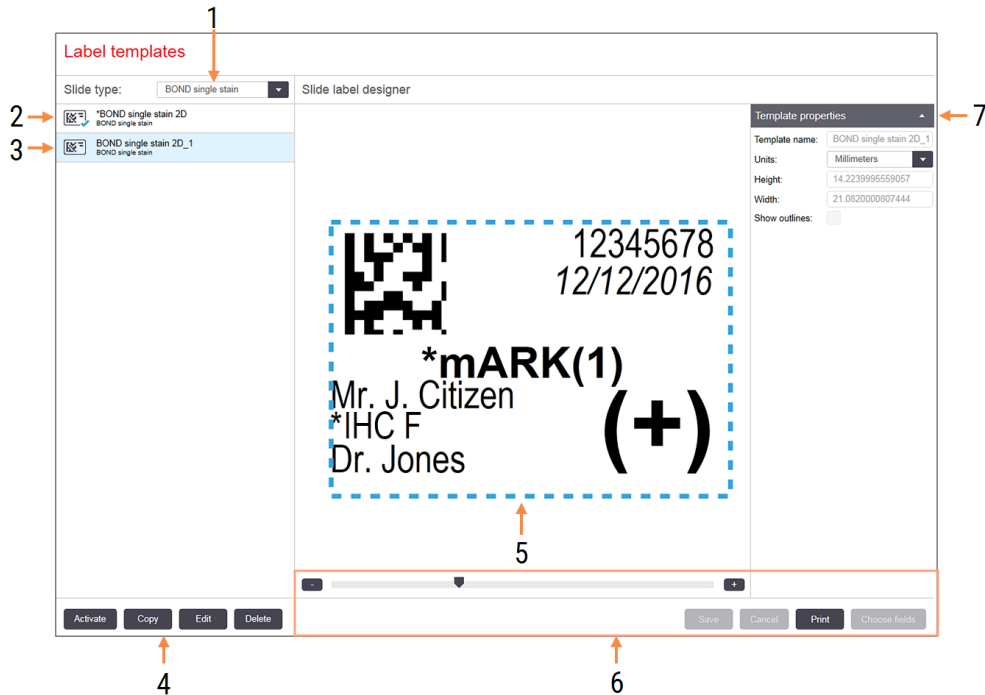 1
Label templates
Slide type: BOND single stain
Slide label designer
2
*BOND single stain 2D
BOND single stain
3
BOND single stain 2D_1
BOND single stain
Template properties
7
Template name: BOND single stain 2D_1
Units: Millimeters
Height: 14.2239995559057
Width: 21.0820000807444
Show outlines:
12345678
12/12/2016
*mARK(1)
Mr. J. Citizen
*IHC F
Dr. Jones
(+)
5
- +
Activate Copy Edit Delete
Save Cancel Print Choose fields
4
6